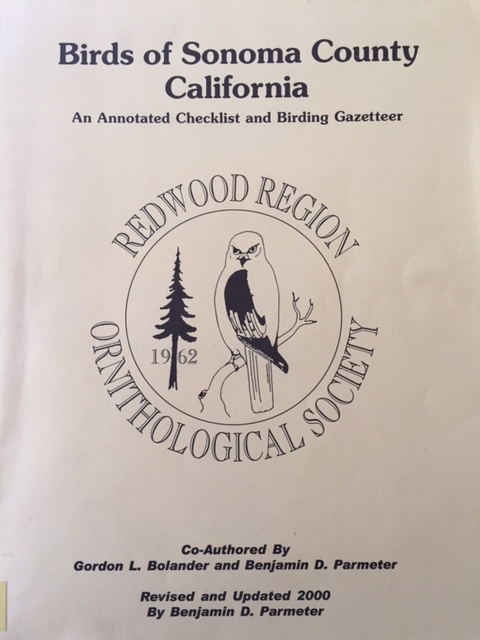 Birds of Sonoma County
California
An Annotated Checklist and Birding Gazetteer
REDWOOD REGION
1962
ORNITHOLOGICAL SOCIETY
Co-Authored By
Gordon L. Bolander and Benjamin D. Parmeter
Revised and Updated 2000
By Benjamin D. Parmeter